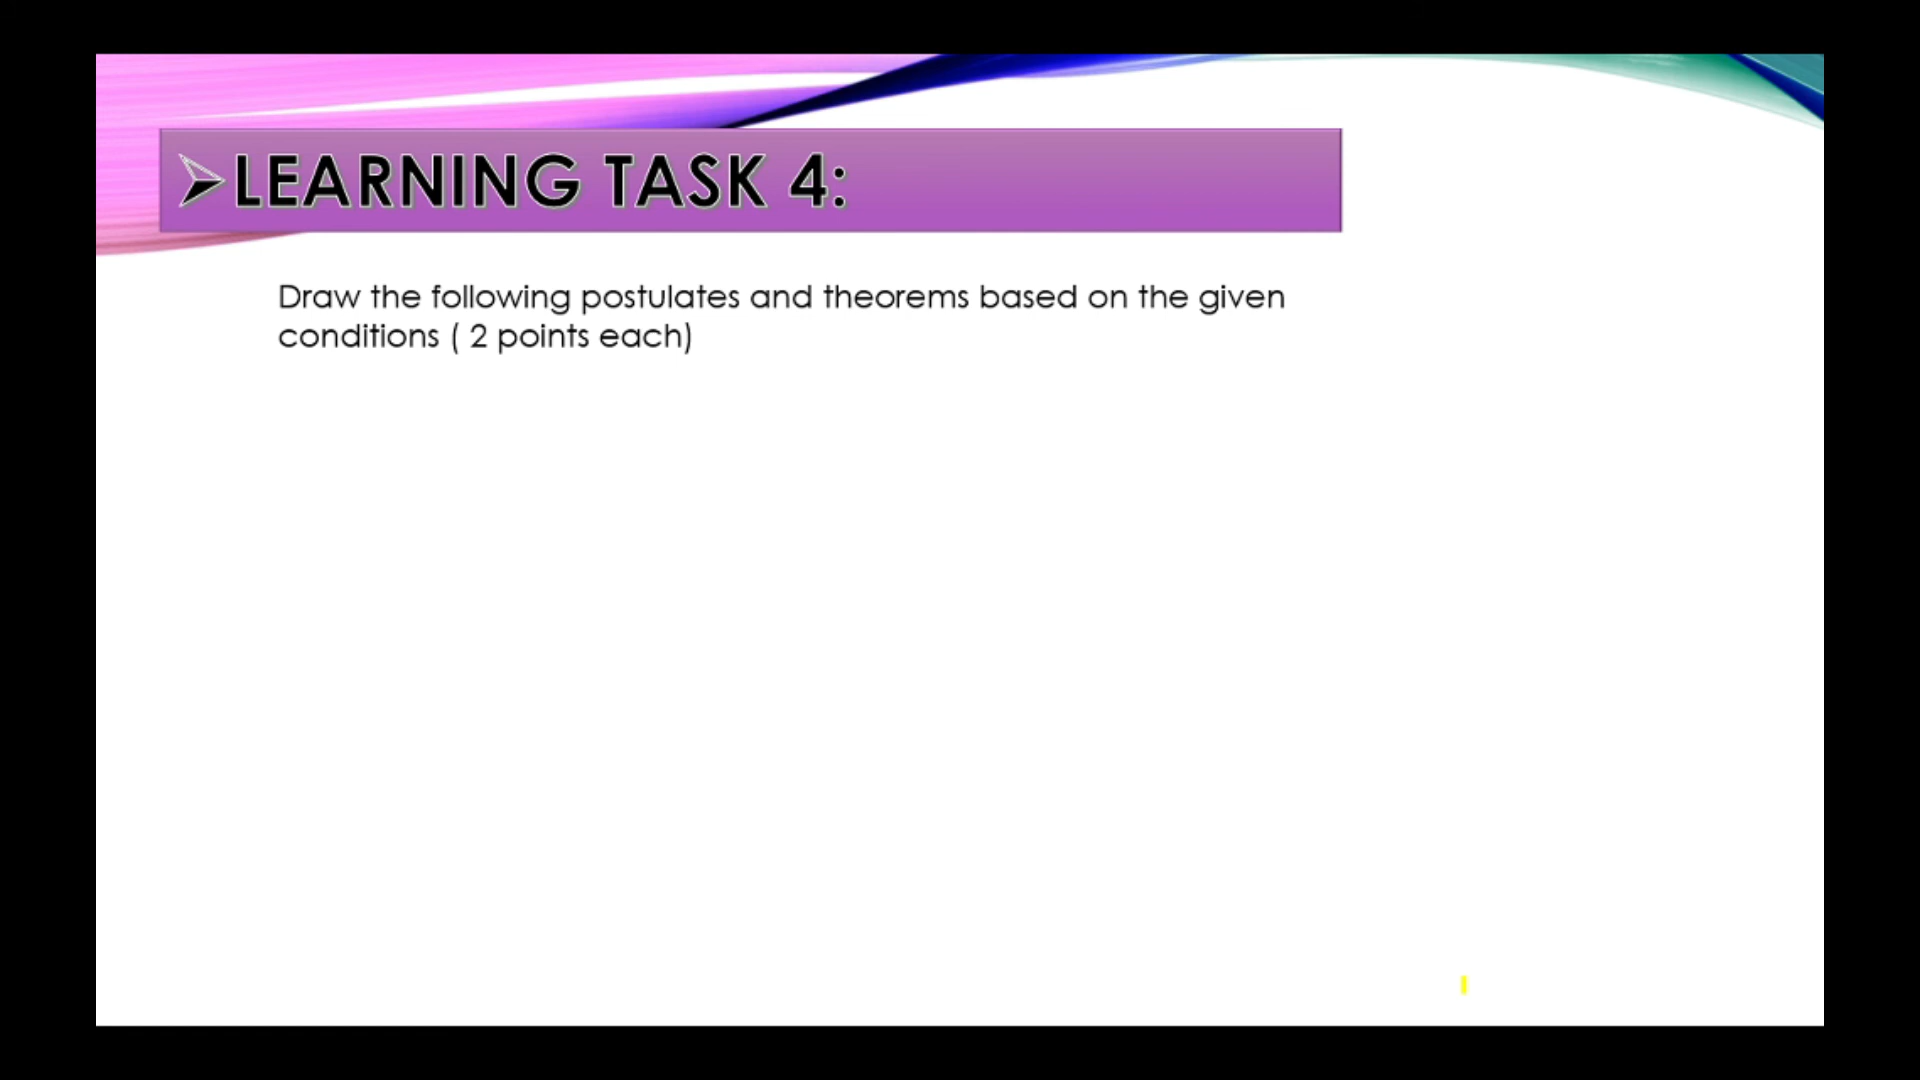 ➢LEARNING TASK 4:
Draw the following postulates and theorems based on the given
conditions ( 2 points each)